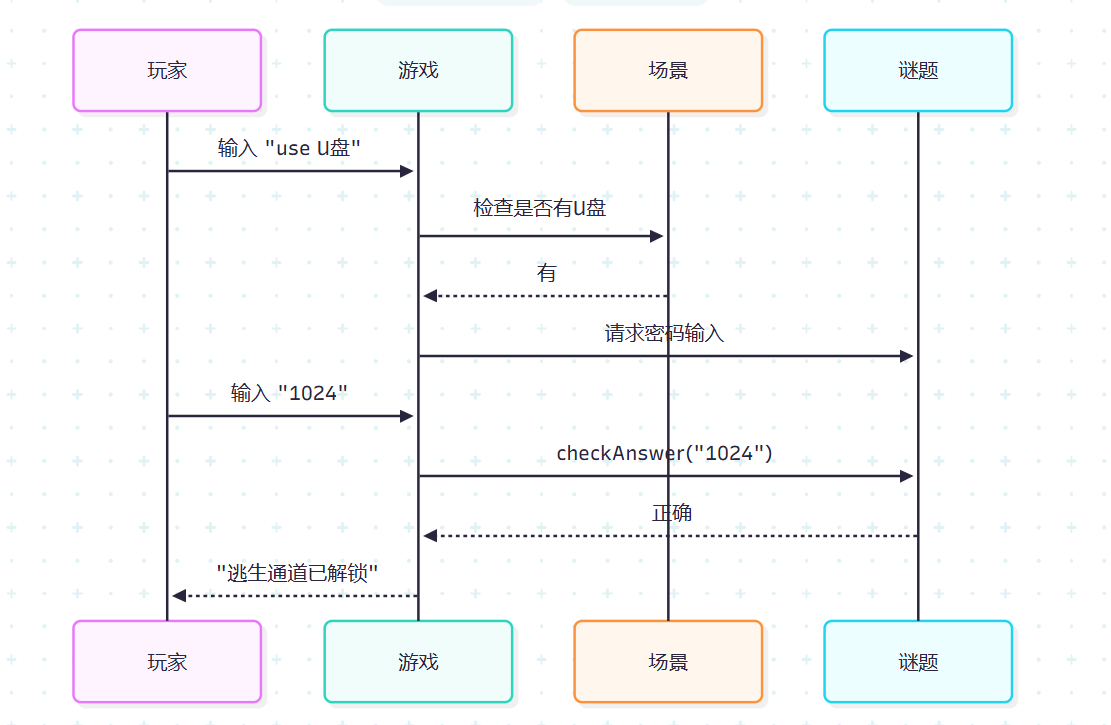 玩家
游戏
场景
谜题
输入 "use U盘"
检查是否有U盘
有
请求密码输入
输入 "1024"
checkAnswer("1024")
正确
"逃生通道已解锁"
玩家
游戏
场景
谜题